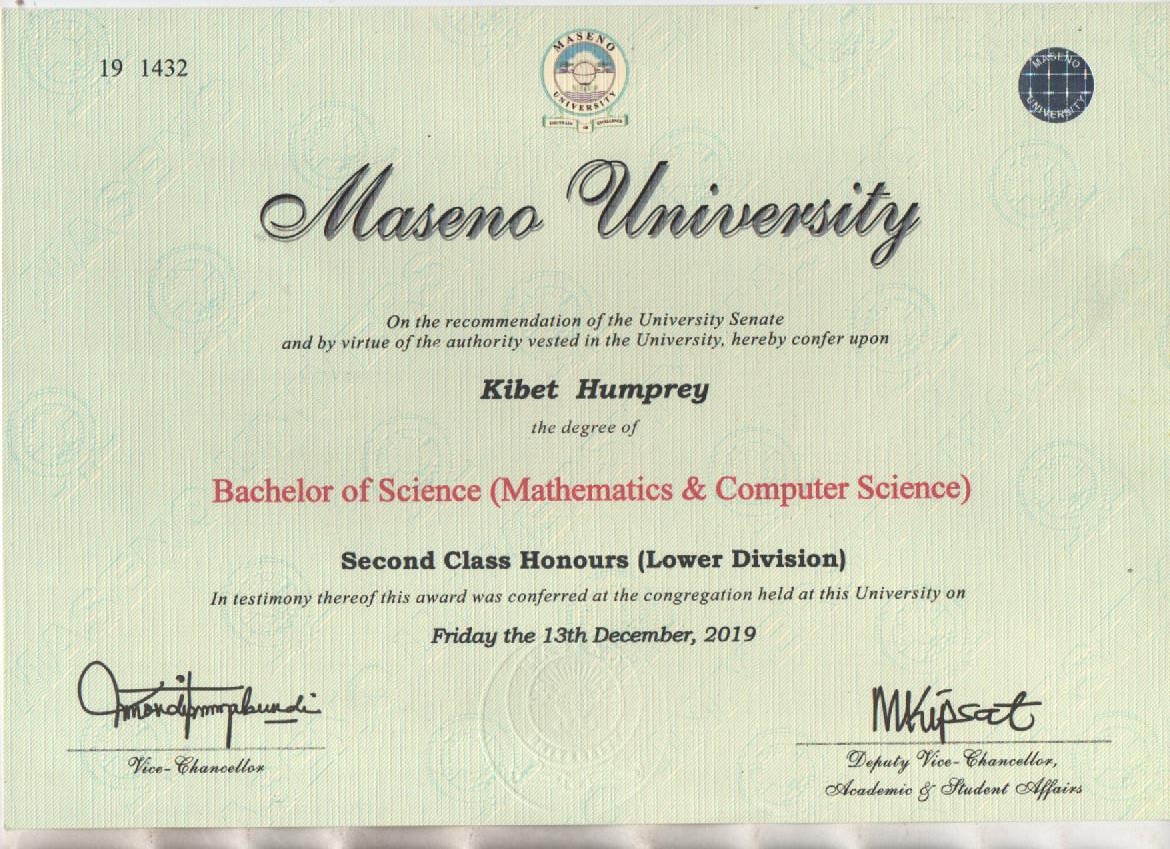 19 1432
MASENO
UNIVERSITY
MASENO
UNIVERSITY
Maseno University
On the recommendation of the University Senate
and by virtue of the authority vested in the University, hereby confer upon
Kibet Humprey
the degree of
Bachelor of Science (Mathematics & Computer Science)
Second Class Honours (Lower Division)
In testimony thereof this award was conferred at the congregation held at this University on
Friday the 13th December, 2019
MKipsat
Vice-Chancellor
Deputy Vice-Chancellor,
Academic & Student Affairs